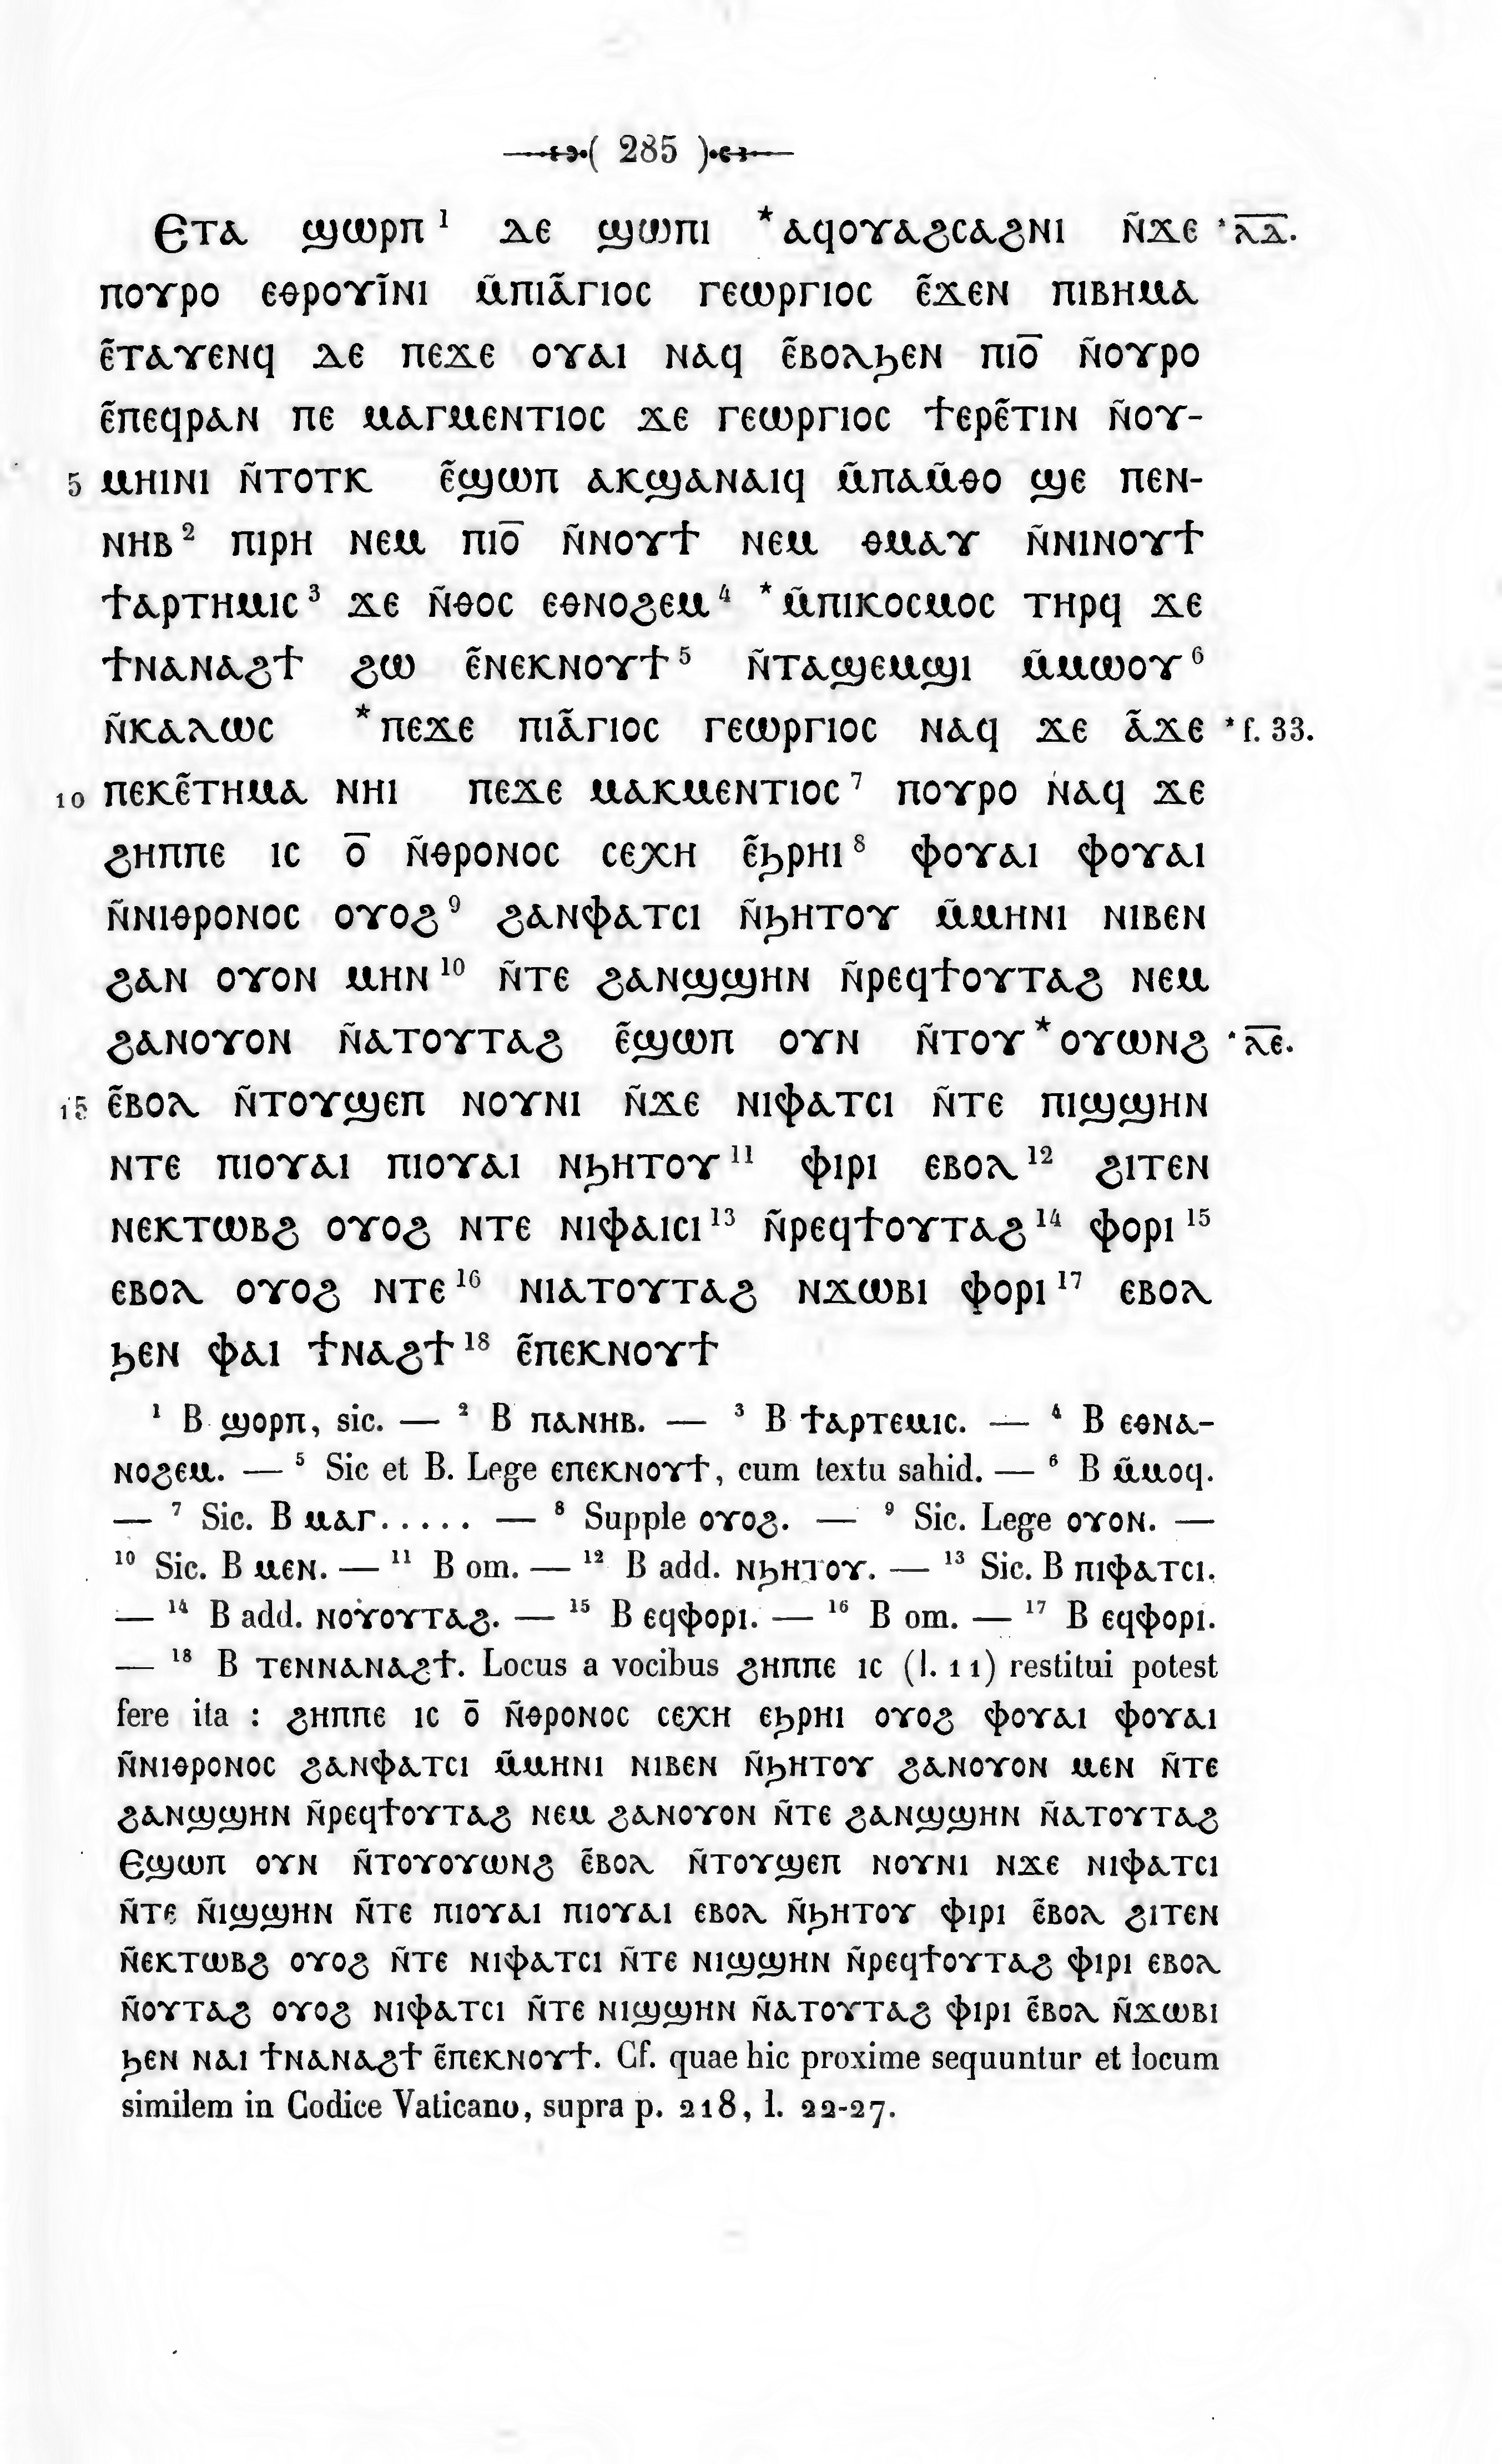 ( 285 )
Ⲉⲧⲁ ϣⲱⲣⲡ ¹ ⲇⲉ ϣⲱⲡⲓ *ⲁϥⲟⲩⲁϩⲥⲁϩⲛⲓ ⲛ̃ϫⲉ *ⲗ̅ⲇ̅.
ⲡⲟⲩⲣⲟ ⲉⲑⲣⲟⲩⲓ̃ⲛⲓ ⲙ̃ⲡⲓⲁ̃ⲅⲓⲟⲥ ⲅⲉⲱⲣⲅⲓⲟⲥ ⲉ̃ϫⲉⲛ ⲡⲓⲃⲏⲙⲁ
ⲉ̃ⲧⲁⲩⲉⲛϥ ⲇⲉ ⲡⲉϫⲉ ⲟⲩⲁⲓ ⲛⲁϥ ⲉ̃ⲃⲟⲗϧⲉⲛ ⲡⲓⲟ̅ ⲛ̃ⲟⲩⲣⲟ
ⲉ̃ⲡⲉϥⲣⲁⲛ ⲡⲉ ⲙⲁⲅⲙⲉⲛⲧⲓⲟⲥ ϫⲉ ⲅⲉⲱⲣⲅⲓⲟⲥ ϯⲉⲣⲉ̃ⲧⲓⲛ ⲛ̃ⲟⲩ-
5 ⲙⲏⲓⲛⲓ ⲛ̃ⲧⲟⲧⲕ ⲉ̃ϣⲱⲡ ⲁⲕϣⲁⲛⲁⲓϥ ⲙ̃ⲡⲁⲙ̃ⲑⲟ ϣⲉ ⲡⲉⲛ-
ⲛⲏⲃ ² ⲡⲓⲣⲏ ⲛⲉⲙ ⲡⲓⲟ̅ ⲛ̃ⲛⲟⲩϯ ⲛⲉⲙ ⲑⲙⲁⲩ ⲛ̃ⲛⲓⲛⲟⲩϯ
ϯⲁⲣⲧⲏⲙⲓⲥ ³ ϫⲉ ⲛ̃ⲑⲟⲥ ⲉⲑⲛⲟϩⲉⲙ ⁴ *ⲙ̃ⲡⲓⲕⲟⲥⲙⲟⲥ ⲧⲏⲣϥ ϫⲉ
ϯⲛⲁⲛⲁϩϯ ϩⲱ ⲉ̃ⲛⲉⲕⲛⲟⲩϯ ⁵ ⲛ̃ⲧⲁϣⲉⲙϣⲓ ⲙ̃ⲙⲱⲟⲩ ⁶
ⲛ̃ⲕⲁⲗⲱⲥ *ⲡⲉϫⲉ ⲡⲓⲁ̃ⲅⲓⲟⲥ ⲅⲉⲱⲣⲅⲓⲟⲥ ⲛⲁϥ ϫⲉ ⲁ̃ϫⲉ *f. 33.
10 ⲡⲉⲕⲉ̃ⲧⲏⲙⲁ ⲛⲏⲓ ⲡⲉϫⲉ ⲙⲁⲕⲙⲉⲛⲧⲓⲟⲥ ⁷ ⲡⲟⲩⲣⲟ ⲛⲁϥ ϫⲉ
ϩⲏⲡⲡⲉ ⲓⲥ ⲟ̅ ⲛ̃ⲑⲣⲟⲛⲟⲥ ⲥⲉⲭⲏ ⲉ̃ϧⲣⲏⲓ ⁸ ⲫⲟⲩⲁⲓ ⲫⲟⲩⲁⲓ
ⲛ̃ⲛⲓⲑⲣⲟⲛⲟⲥ ⲟⲩⲟϩ ⁹ ϩⲁⲛⲫⲁⲧⲥⲓ ⲛ̃ϧⲏⲧⲟⲩ ⲙ̃ⲙⲏⲛⲓ ⲛⲓⲃⲉⲛ
ϩⲁⲛ ⲟⲩⲟⲛ ⲙⲏⲛ ¹⁰ ⲛ̃ⲧⲉ ϩⲁⲛϣϣⲏⲛ ⲛ̃ⲣⲉϥϯⲟⲩⲧⲁϩ ⲛⲉⲙ
ϩⲁⲛⲟⲩⲟⲛ ⲛ̃ⲁⲧⲟⲩⲧⲁϩ ⲉ̃ϣⲱⲡ ⲟⲩⲛ ⲛ̃ⲧⲟⲩ*ⲟⲩⲱⲛϩ *ⲗ̅ⲉ̅.
15 ⲉ̃ⲃⲟⲗ ⲛ̃ⲧⲟⲩϣⲉⲡ ⲛⲟⲩⲛⲓ ⲛ̃ϫⲉ ⲛⲓⲫⲁⲧⲥⲓ ⲛ̃ⲧⲉ ⲡⲓϣϣⲏⲛ
ⲛⲧⲉ ⲡⲓⲟⲩⲁⲓ ⲡⲓⲟⲩⲁⲓ ⲛϧⲏⲧⲟⲩ ¹¹ ⲫⲓⲣⲓ ⲉⲃⲟⲗ ¹² ϩⲓⲧⲉⲛ
ⲛⲉⲕⲧⲱⲃϩ ⲟⲩⲟϩ ⲛⲧⲉ ⲛⲓⲫⲁⲓⲥⲓ ¹³ ⲛ̃ⲣⲉϥϯⲟⲩⲧⲁϩ ¹⁴ ⲫⲟⲣⲓ ¹⁵
ⲉⲃⲟⲗ ⲟⲩⲟϩ ⲛⲧⲉ ¹⁶ ⲛⲓⲁⲧⲟⲩⲧⲁϩ ⲛϫⲱⲃⲓ ⲫⲟⲣⲓ ¹⁷ ⲉⲃⲟⲗ
ϧⲉⲛ ⲫⲁⲓ ϯⲛⲁϩϯ ¹⁸ ⲉ̃ⲡⲉⲕⲛⲟⲩϯ
¹ B ϣⲟⲣⲡ, sic. — ² B ⲡⲁⲛⲏⲃ. — ³ B ϯⲁⲣⲧⲉⲙⲓⲥ. — ⁴ B ⲉⲑⲛⲁ-
ⲛⲟϩⲉⲙ. — ⁵ Sic et B. Lege ⲉⲡⲉⲕⲛⲟⲩϯ, cum textu sahid. — ⁶ B ⲙ̃ⲙⲟϥ.
— ⁷ Sic. B ⲙⲁⲅ..... — ⁸ Supple ⲟⲩⲟϩ. — ⁹ Sic. Lege ⲟⲩⲟⲛ. —
¹⁰ Sic. B ⲙⲉⲛ. — ¹¹ B om. — ¹² B add. ⲛϧⲏⲧⲟⲩ. — ¹³ Sic. B ⲡⲓⲫⲁⲧⲥⲓ.
— ¹⁴ B add. ⲛⲟⲩⲟⲩⲧⲁϩ. — ¹⁵ B ⲉϥⲫⲟⲣⲓ. — ¹⁶ B om. — ¹⁷ B ⲉϥⲫⲟⲣⲓ.
— ¹⁸ B ⲧⲉⲛⲛⲁⲛⲁϩϯ. Locus a vocibus ϩⲏⲡⲡⲉ ⲓⲥ (l. 11) restitui potest
fere ita : ϩⲏⲡⲡⲉ ⲓⲥ ⲟ̅ ⲛ̃ⲑⲣⲟⲛⲟⲥ ⲥⲉⲭⲏ ⲉϧⲣⲏⲓ ⲟⲩⲟϩ ⲫⲟⲩⲁⲓ ⲫⲟⲩⲁⲓ
ⲛ̃ⲛⲓⲑⲣⲟⲛⲟⲥ ϩⲁⲛⲫⲁⲧⲥⲓ ⲙ̃ⲙⲏⲛⲓ ⲛⲓⲃⲉⲛ ⲛ̃ϧⲏⲧⲟⲩ ϩⲁⲛⲟⲩⲟⲛ ⲙⲉⲛ ⲛ̃ⲧⲉ
ϩⲁⲛϣϣⲏⲛ ⲛ̃ⲣⲉϥϯⲟⲩⲧⲁϩ ⲛⲉⲙ ϩⲁⲛⲟⲩⲟⲛ ⲛ̃ⲧⲉ ϩⲁⲛϣϣⲏⲛ ⲛ̃ⲁⲧⲟⲩⲧⲁϩ
Ⲉϣⲱⲡ ⲟⲩⲛ ⲛ̃ⲧⲟⲩⲟⲩⲱⲛϩ ⲉ̃ⲃⲟⲗ ⲛ̃ⲧⲟⲩϣⲉⲡ ⲛⲟⲩⲛⲓ ⲛϫⲉ ⲛⲓⲫⲁⲧⲥⲓ
ⲛ̃ⲧⲉ ⲛ̃ⲓϣϣⲏⲛ ⲛ̃ⲧⲉ ⲡⲓⲟⲩⲁⲓ ⲡⲓⲟⲩⲁⲓ ⲉⲃⲟⲗ ⲛ̃ϧⲏⲧⲟⲩ ⲫⲓⲣⲓ ⲉ̃ⲃⲟⲗ ϩⲓⲧⲉⲛ
ⲛ̃ⲉⲕⲧⲱⲃϩ ⲟⲩⲟϩ ⲛ̃ⲧⲉ ⲛⲓⲫⲁⲧⲥⲓ ⲛ̃ⲧⲉ ⲛⲓϣϣⲏⲛ ⲛ̃ⲣⲉϥϯⲟⲩⲧⲁϩ ⲫⲓⲣⲓ ⲉⲃⲟⲗ
ⲛ̃ⲟⲩⲧⲁϩ ⲟⲩⲟϩ ⲛⲓⲫⲁⲧⲥⲓ ⲛ̃ⲧⲉ ⲛⲓϣϣⲏⲛ ⲛ̃ⲁⲧⲟⲩⲧⲁϩ ⲫⲓⲣⲓ ⲉ̃ⲃⲟⲗ ⲛ̃ϫⲱⲃⲓ
ϧⲉⲛ ⲛⲁⲓ ϯⲛⲁⲛⲁϩϯ ⲉ̃ⲡⲉⲕⲛⲟⲩϯ. Cf. quae hic proxime sequuntur et locum
similem in Codice Vaticano, supra p. 218, l. 22-27.